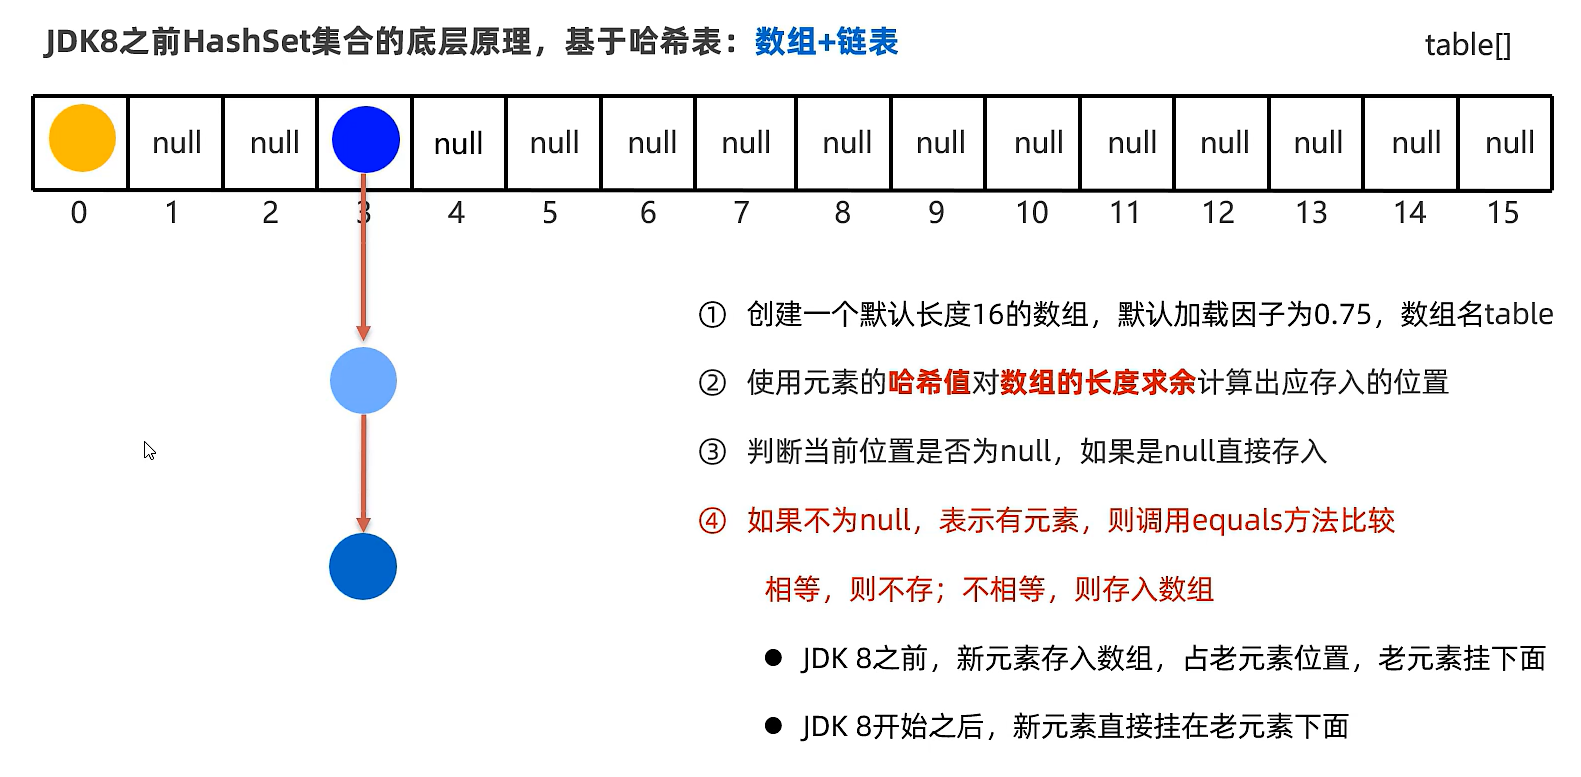 JDK8之前HashSet集合的底层原理，基于哈希表：数组+链表
table[]
null null null null null null null null null null null null null null
0 1 2 3 4 5 6 7 8 9 10 11 12 13 14 15
① 创建一个默认长度16的数组，默认加载因子为0.75，数组名table
② 使用元素的哈希值对数组的长度求余计算出应存入的位置
③ 判断当前位置是否为null，如果是null直接存入
④ 如果不为null，表示有元素，则调用equals方法比较
相等，则不存；不相等，则存入数组
● JDK 8之前，新元素存入数组，占老元素位置，老元素挂下面
● JDK 8开始之后，新元素直接挂在老元素下面